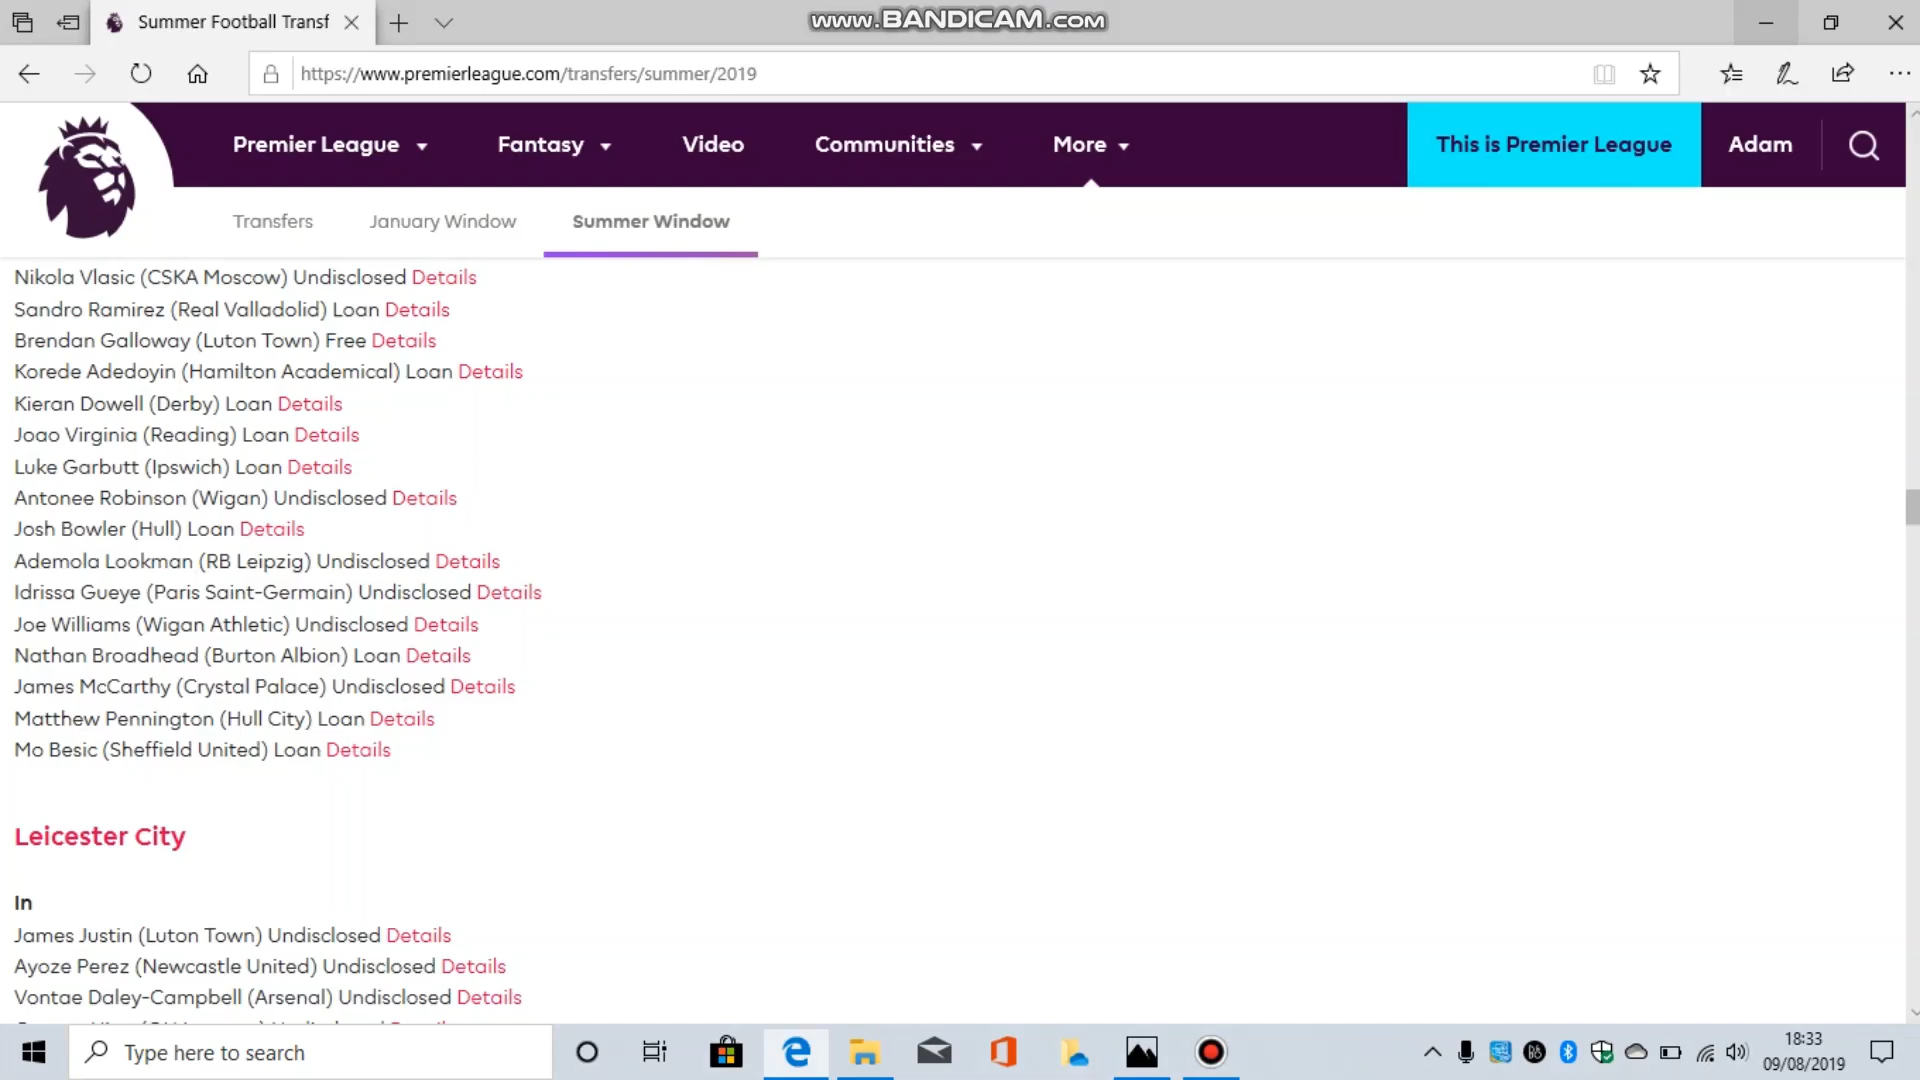 Summer Football Transf
www.BANDICAM.com
https://www.premierleague.com/transfers/summer/2019
Premier League
Fantasy
Video
Communities
More
This is Premier League
Adam
Transfers
January Window
Summer Window
Nikola Vlasic (CSKA Moscow) Undisclosed Details
Sandro Ramirez (Real Valladolid) Loan Details
Brendan Galloway (Luton Town) Free Details
Korede Adedoyin (Hamilton Academical) Loan Details
Kieran Dowell (Derby) Loan Details
Joao Virginia (Reading) Loan Details
Luke Garbutt (Ipswich) Loan Details
Antonee Robinson (Wigan) Undisclosed Details
Josh Bowler (Hull) Loan Details
Ademola Lookman (RB Leipzig) Undisclosed Details
Idrissa Gueye (Paris Saint-Germain) Undisclosed Details
Joe Williams (Wigan Athletic) Undisclosed Details
Nathan Broadhead (Burton Albion) Loan Details
James McCarthy (Crystal Palace) Undisclosed Details
Matthew Pennington (Hull City) Loan Details
Mo Besic (Sheffield United) Loan Details
Leicester City
In
James Justin (Luton Town) Undisclosed Details
Ayoze Perez (Newcastle United) Undisclosed Details
Vontae Daley-Campbell (Arsenal) Undisclosed Details
Type here to search
18:33
09/08/2019